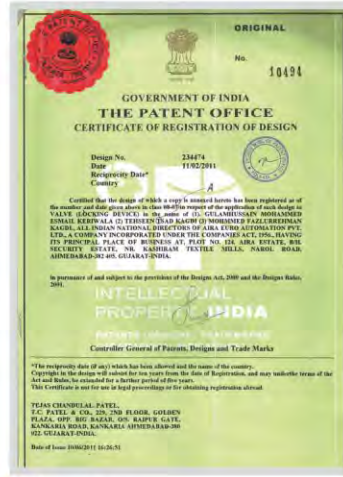 ORIGINAL
No.
10494
GOVERNMENT OF INDIA
THE PATENT OFFICE
CERTIFICATE OF REGISTRATION OF DESIGN
Design No. 234474
Date 11/02/2011
Reciprocity Date*
Country
Certified that the design of which a copy is annexed hereto has been registered as of
the number and date given above in class in respect of the application of such design to
VALVE (LOCKING DEVICE) in the name of (1). GULAMHUSSAIN MOHAMMED
ESMAIL KERIWALA (2) TEHSEEN (3) MOHMMED FAZLURREHMAN
KAGDI., ALL INDIAN NATIONAL DIRECTORS OF AIRA EURO AUTOMATION PVT.
LTD., A COMPANY INCORPORATED UNDER THE COMPANIES ACT, 1956., HAVING
ITS PRINCIPAL PLACE OF BUSINESS AT, PLOT NO. 124, AIRA ESTATE, B/H.
SECURITY ESTATE, NR. KASHIRAM TEXTILE MILLS, NAROL ROAD,
AHMEDABAD-382 405. GUJARAT-INDIA.
in pursuance of and subject to the provisions of the Designs Act, 2000 and the Designs Rules,
2001.
INTELLECTUAL
INDIA
Controller General of Patents, Designs and Trade Marks
*The reciprocity date (if any) which has been allowed and the name of the country.
Copyright in the design will subsist for ten years from the date of Registration, and may under the terms of the
Act and Rules, be extended for a further period of five years.
This Certificate is not for use in legal proceedings or for obtaining registration abroad.
TEJAS CHANDULAL PATEL,
T.C. PATEL & CO., 229, 2ND FLOOR, GOLDEN
PLAZA, OPP. BIG BAZAR, O/S. RAIPUR GATE,
KANKARIA ROAD, KANKARIA AHMEDABAD-380
022. GUJARAT-INDIA.
Date of Issue